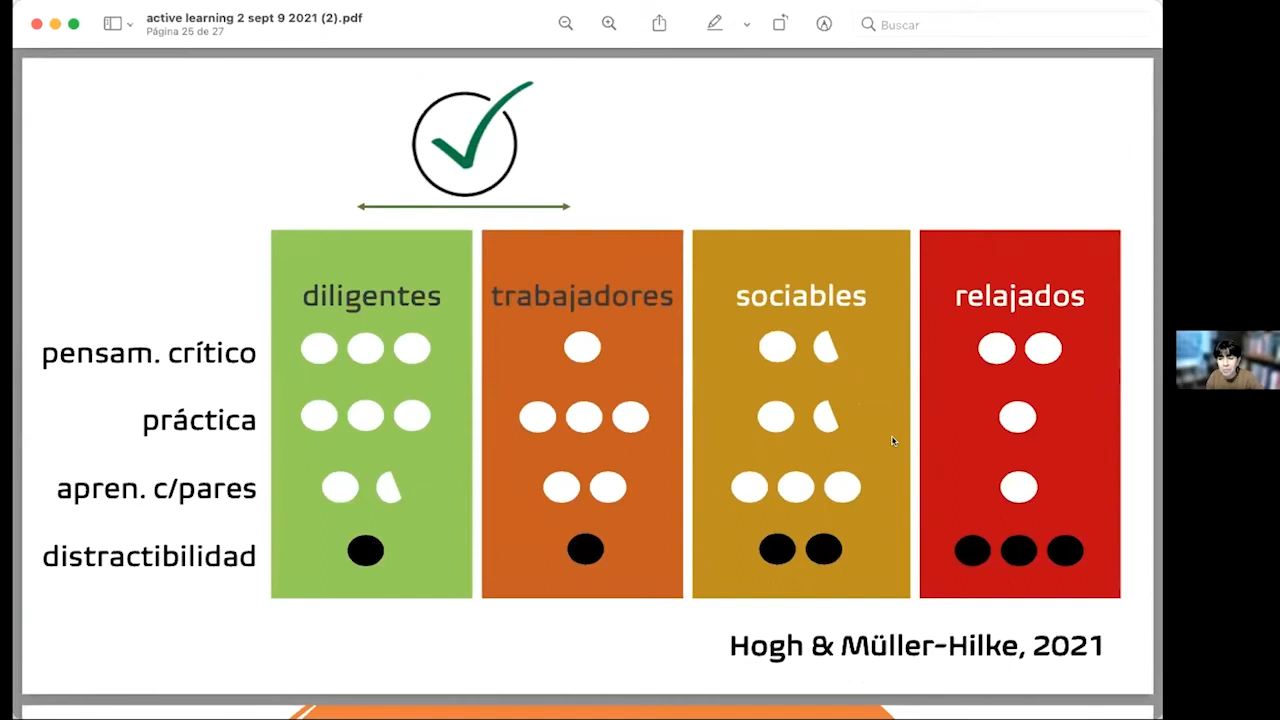 active learning 2 sept 9 2021 (2).pdf
Página 25 de 27
Buscar
diligentes
trabajadores
sociables
relajados
pensam. crítico
práctica
apren. c/pares
distractibilidad
Hogh & Müller-Hilke, 2021